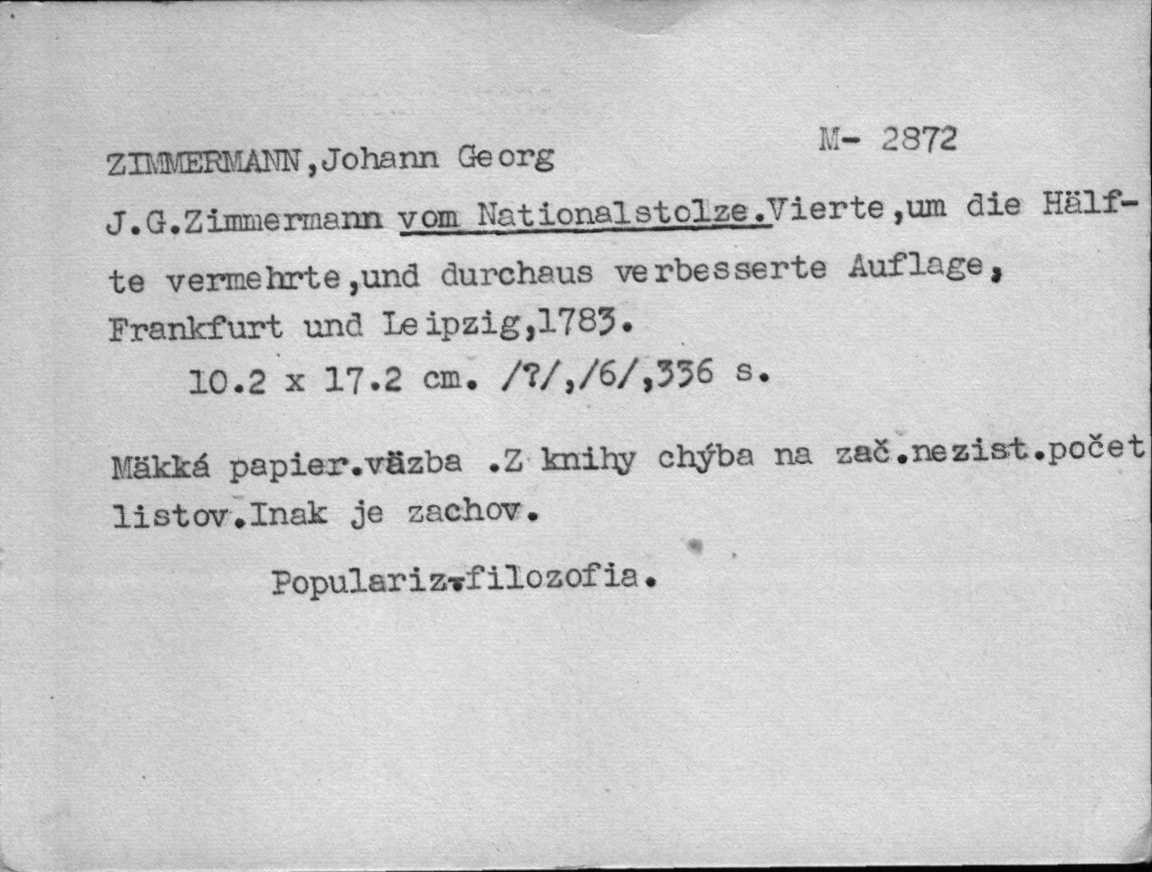 M- 2872
ZIMMERMANN,Johann Georg
J.G.Zimmermann vom Nationalstolze.Vierte,um die Hälf-
te vermehrte,und durchaus verbesserte Auflage,
Frankfurt und Leipzig,1783.
10.2 x 17.2 cm. /?/,/6/,336 s.
Mäkká papier.väzba .Z knihy chýba na zač.nezist.počet
listov.Inak je zachov.
Populariz.filozofia.